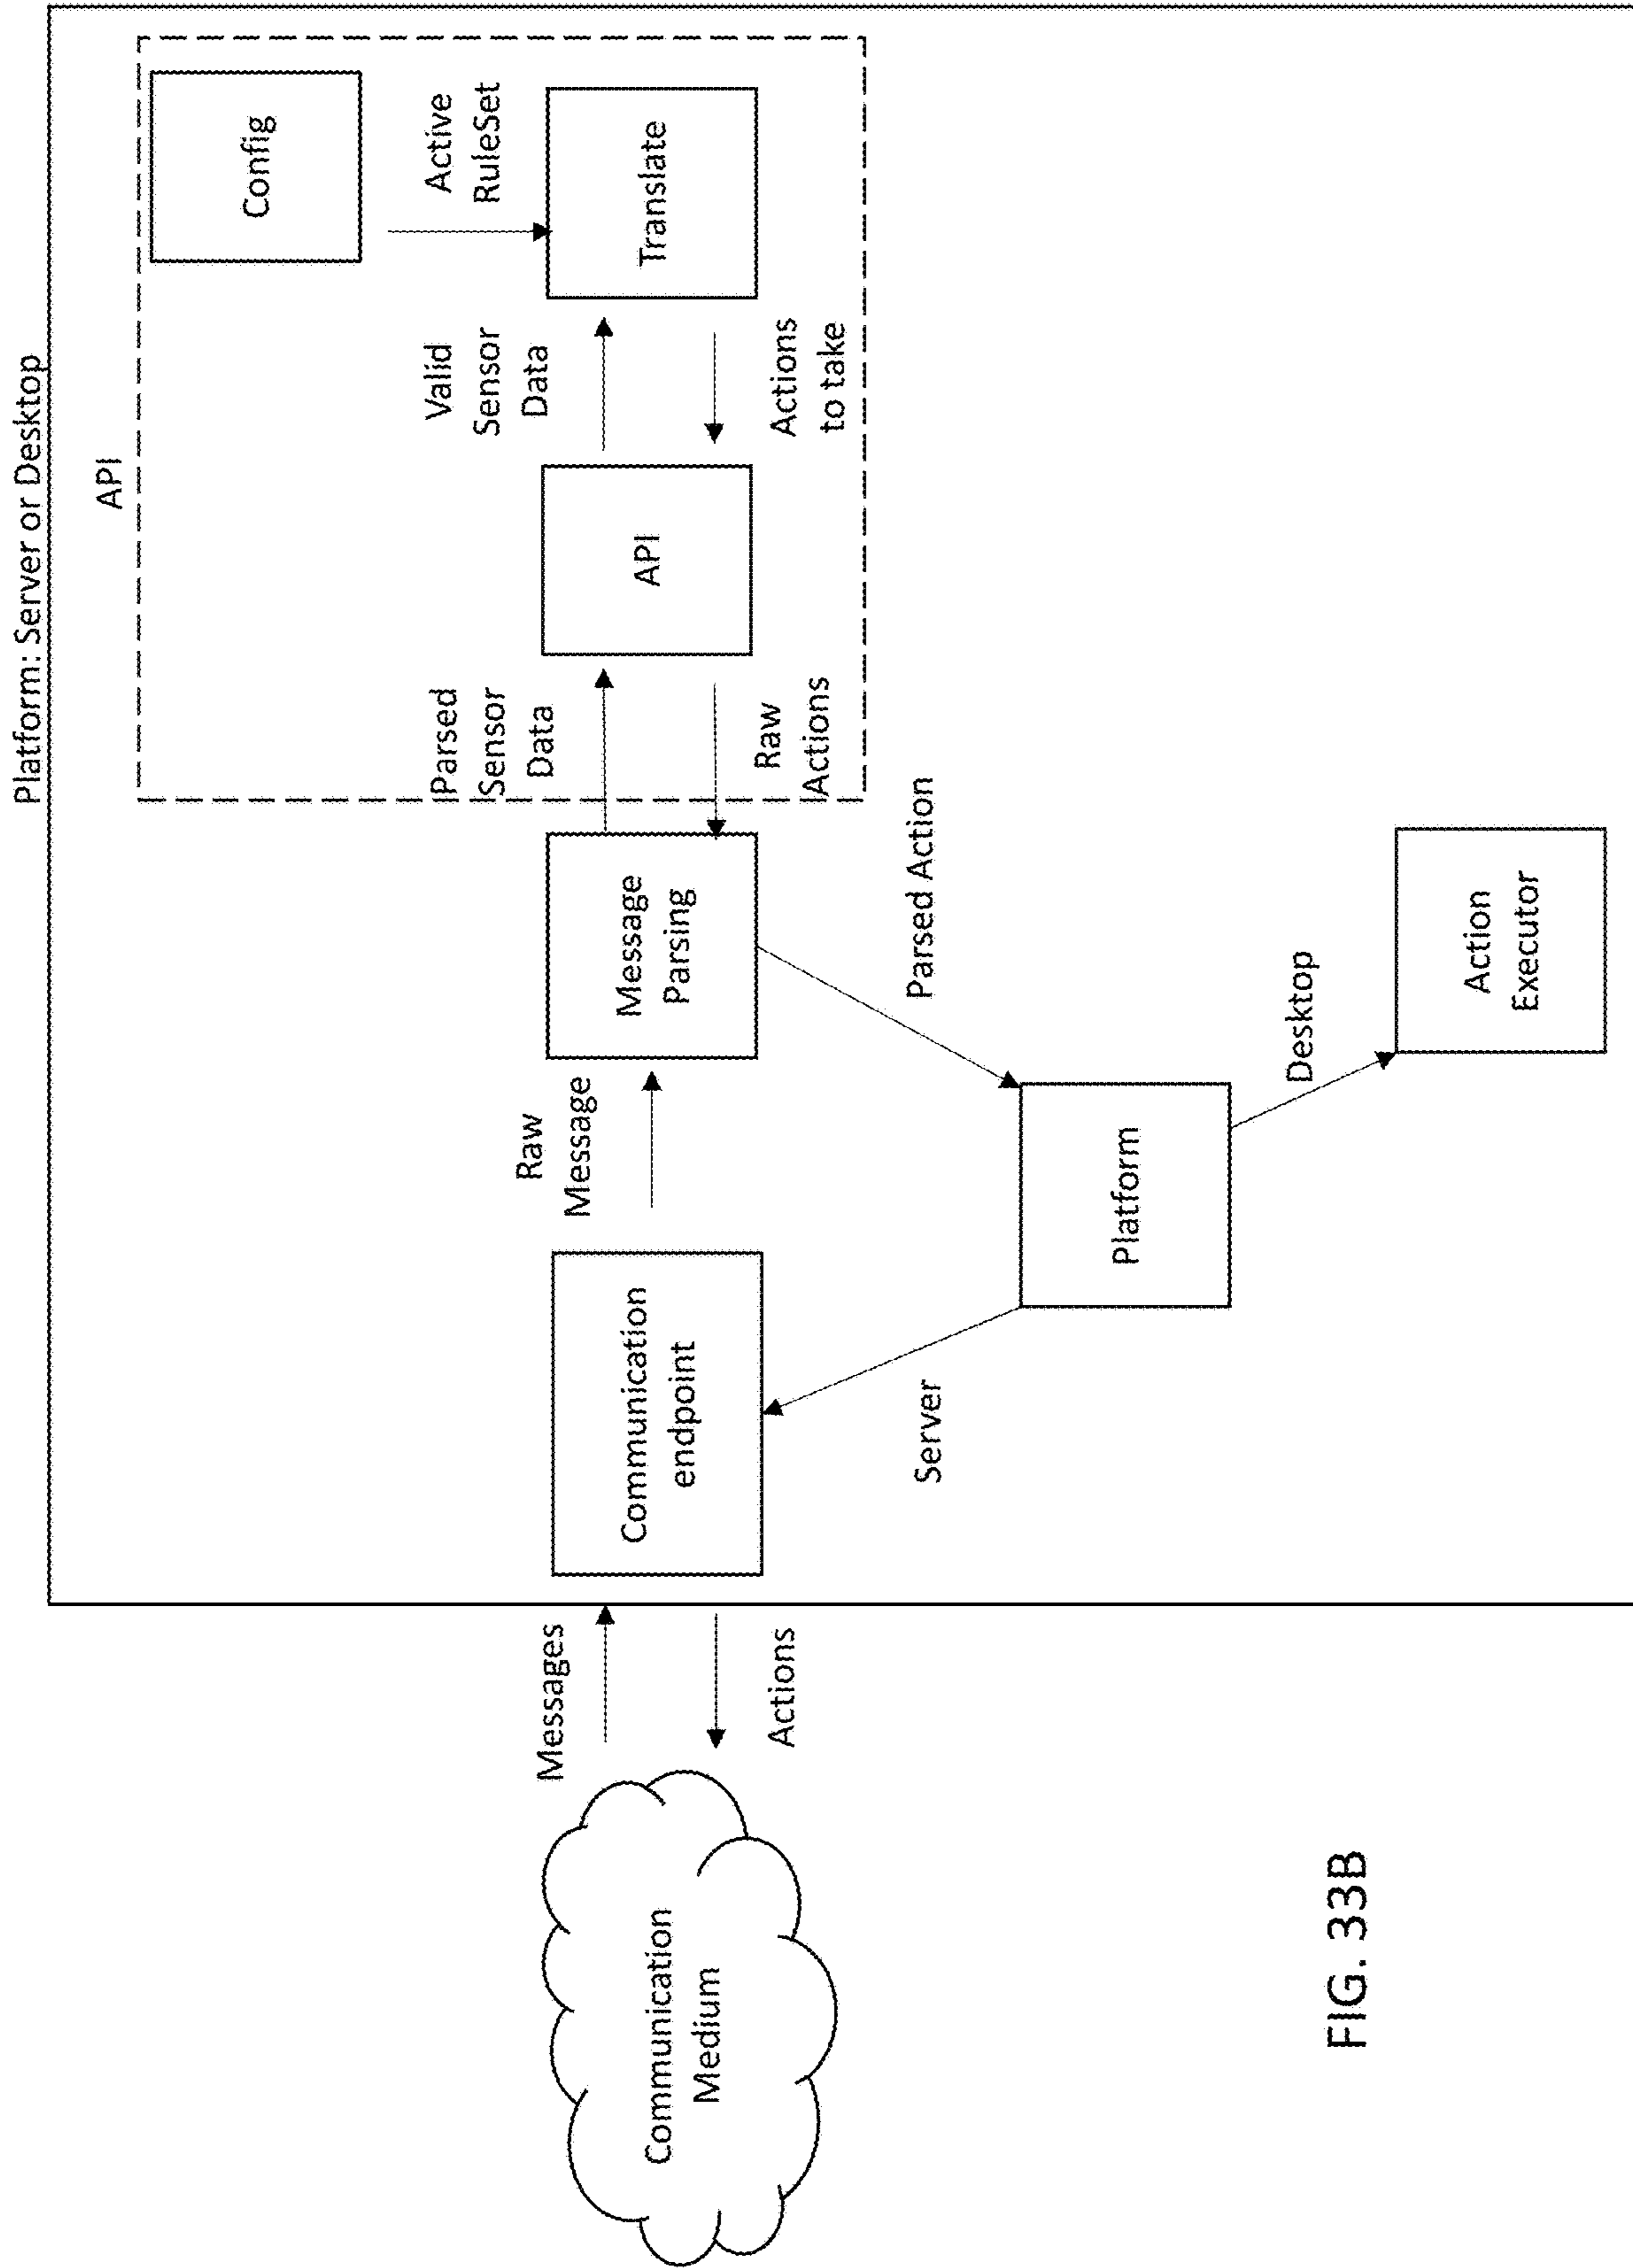 Platform: Server or Desktop
API
Config
Active
RuleSet
Translate
Valid
Sensor
Data
Actions
to take
API
Parsed
Sensor
Data
Raw
Actions
Message
Parsing
Raw
Message
Communication
endpoint
Messages
Actions
Communication
Medium
Parsed Action
Platform
Server
Desktop
Action
Executor
FIG. 33B